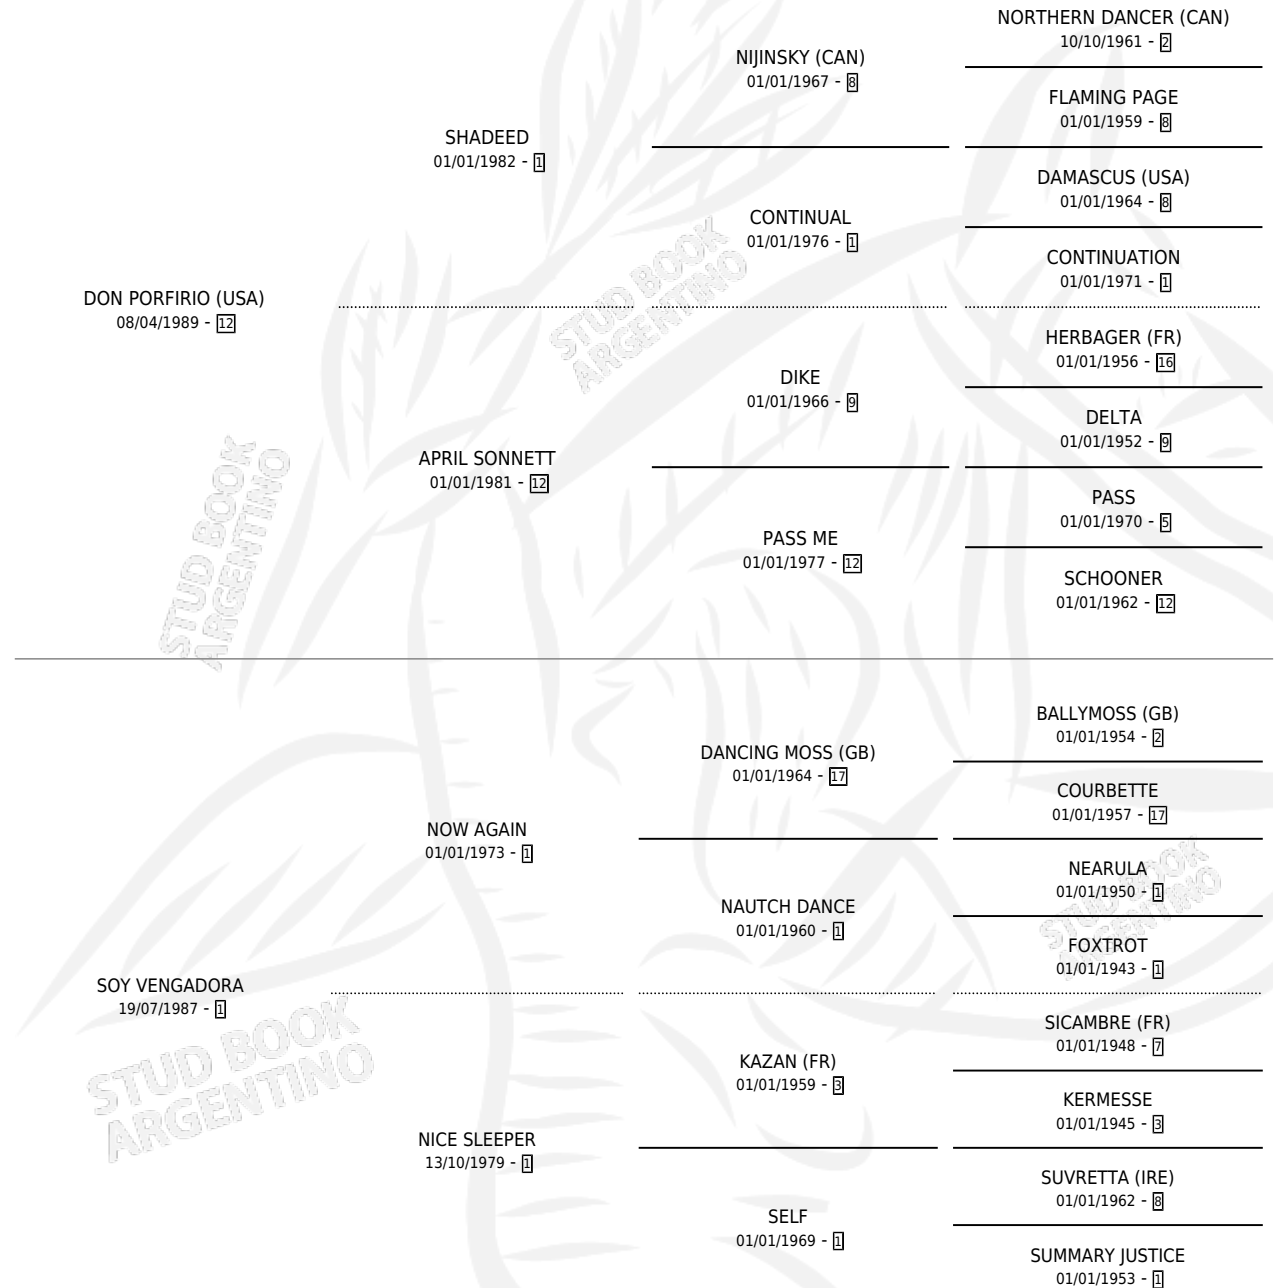 NORTHERN DANCER (CAN)
10/10/1961 - 2
NIJINSKY (CAN)
01/01/1967 - 8
FLAMING PAGE
01/01/1959 - 8
SHADEED
01/01/1982 - 1
DAMASCUS (USA)
01/01/1964 - 8
CONTINUAL
01/01/1976 - 1
CONTINUATION
01/01/1971 - 1
DON PORFIRIO (USA)
08/04/1989 - 12
HERBAGER (FR)
01/01/1956 - 16
DIKE
01/01/1966 - 9
DELTA
01/01/1952 - 9
APRIL SONNETT
01/01/1981 - 12
PASS
01/01/1970 - 5
PASS ME
01/01/1977 - 12
SCHOONER
01/01/1962 - 12
STUD BOOK
ARGENTINO
STUD BOOK
ARGENTINO
BALLYMOSS (GB)
01/01/1954 - 2
DANCING MOSS (GB)
01/01/1964 - 17
COURBETTE
01/01/1957 - 17
NOW AGAIN
01/01/1973 - 1
NEARULA
01/01/1950 - 1
NAUTCH DANCE
01/01/1960 - 1
FOXTROT
01/01/1943 - 1
SOY VENGADORA
19/07/1987 - 1
SICAMBRE (FR)
01/01/1948 - 7
KAZAN (FR)
01/01/1959 - 3
KERMESSE
01/01/1945 - 3
NICE SLEEPER
13/10/1979 - 1
SUVRETTA (IRE)
01/01/1962 - 8
SELF
01/01/1969 - 1
SUMMARY JUSTICE
01/01/1953 - 1
STUD BOOK
ARGENTINO
STUD BOOK
ARGENTINO